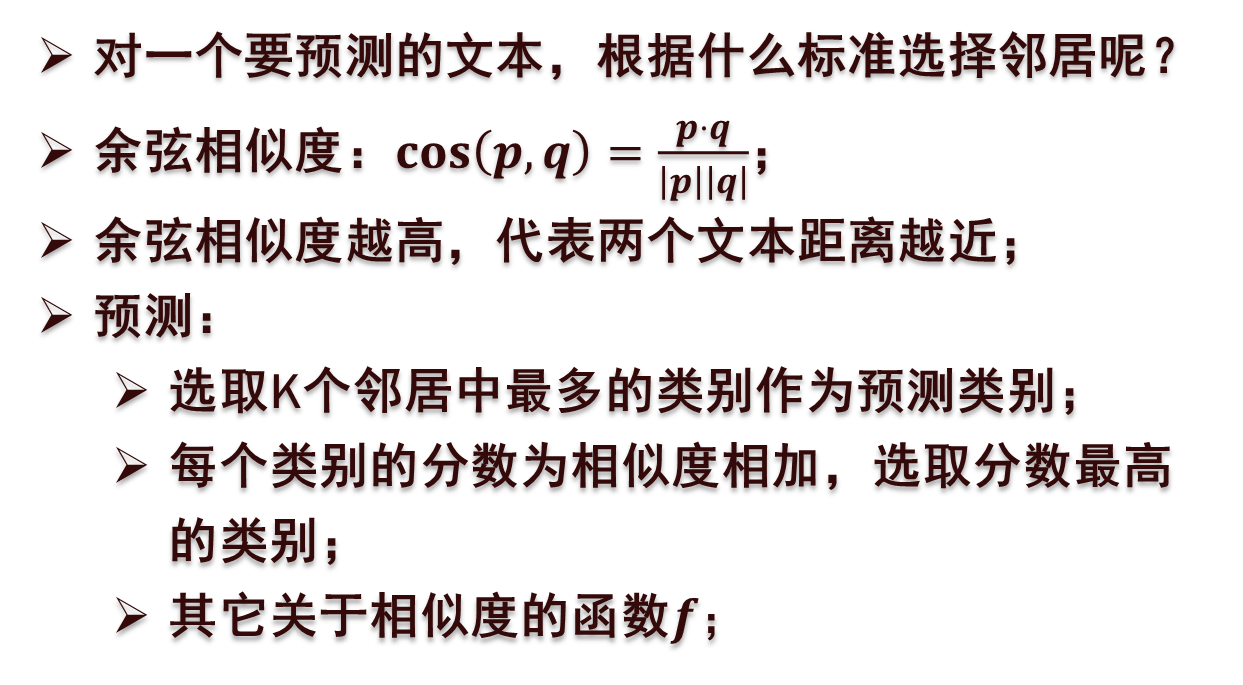 ➢ 对一个要预测的文本，根据什么标准选择邻居呢？
➢ 余弦相似度：cos(p, q) = p·q / |p||q|；
➢ 余弦相似度越高，代表两个文本距离越近；
➢ 预测：
➢ 选取K个邻居中最多的类别作为预测类别；
➢ 每个类别的分数为相似度相加，选取分数最高
的类别；
➢ 其它关于相似度的函数f；